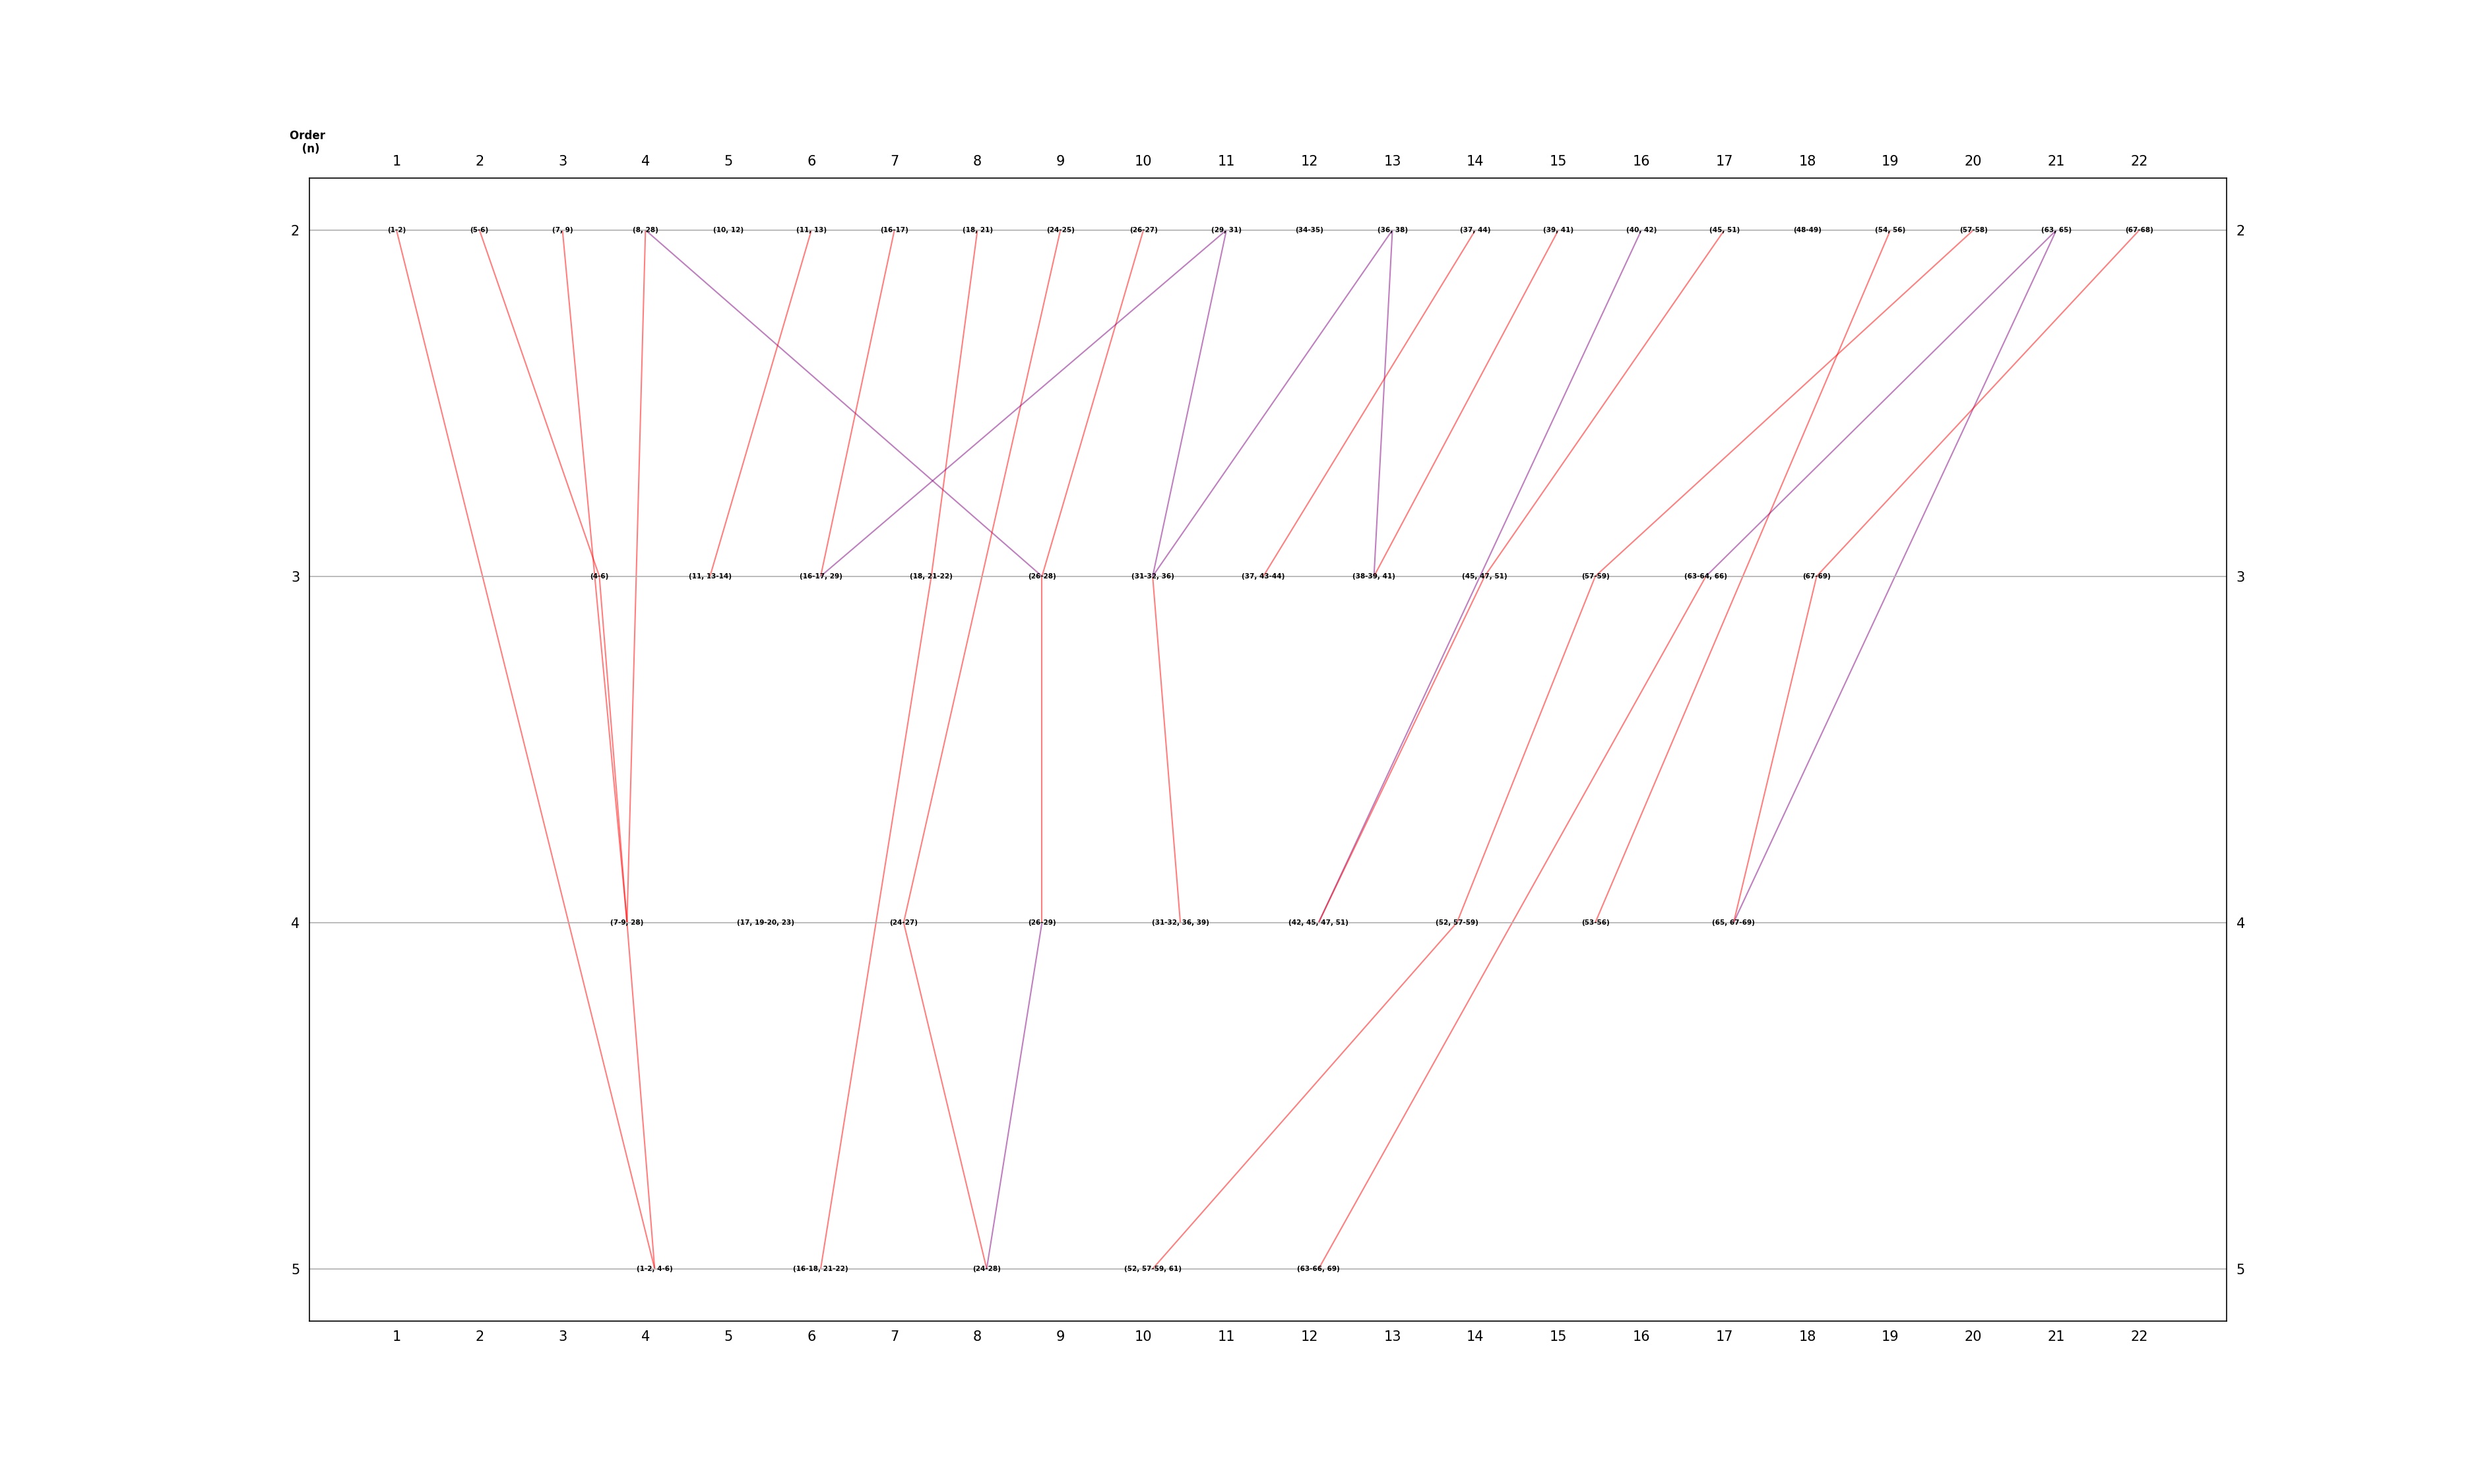 Order
(n)
1 2 3 4 5 6 7 8 9 10 11 12 13 14 15 16 17 18 19 20 21 22
2 (1-2) (5-6) (7, 9) (8, 28) (10, 12) (11, 13) (16-17) (18, 21) (24-25) (26-27) (29, 31) (34-35) (36, 38) (37, 44) (39, 41) (40, 42) (45, 51) (48-49) (54, 56) (57-58) (63, 65) (67-68) 2
3 (4-6) (11, 13-14) (16-17, 29) (18, 21-22) (26-28) (31-32, 36) (37, 43-44) (38-39, 41) (45, 47, 51) (57-59) (63-64, 66) (67-69) 3
4 (7-9, 28) (17, 19-20, 23) (24-27) (26-29) (31-32, 36, 39) (42, 45, 47, 51) (52, 57-59) (53-56) (65, 67-69) 4
5 (1-2, 4-6) (16-18, 21-22) (24-28) (52, 57-59, 61) (63-66, 69) 5
1 2 3 4 5 6 7 8 9 10 11 12 13 14 15 16 17 18 19 20 21 22